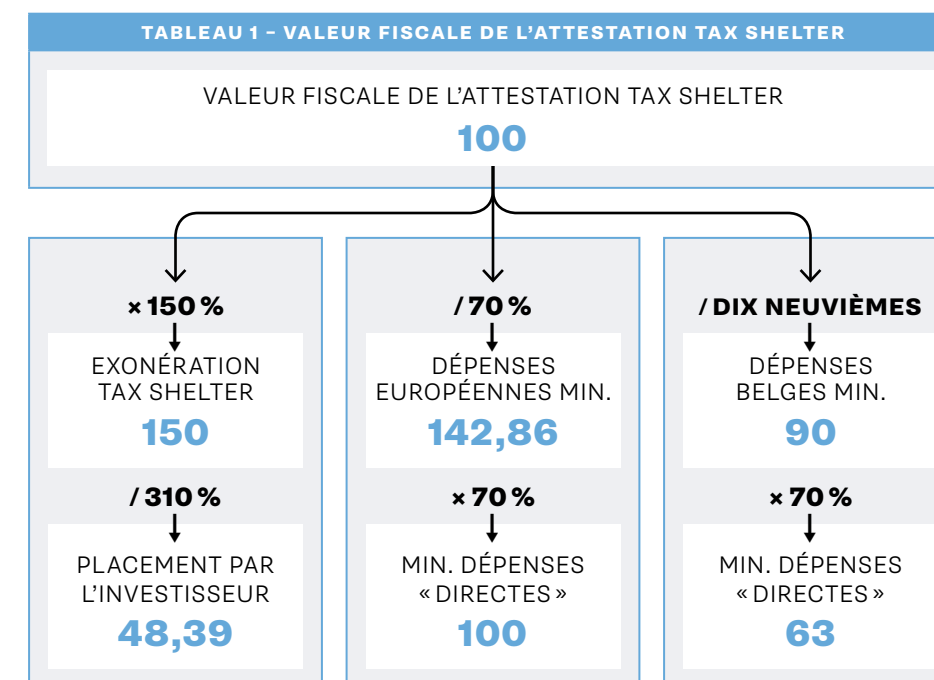 TABLEAU 1 – VALEUR FISCALE DE L’ATTESTATION TAX SHELTER
VALEUR FISCALE DE L’ATTESTATION TAX SHELTER
100
× 150 %
EXONÉRATION
TAX SHELTER
150
/ 310 %
PLACEMENT PAR
L’INVESTISSEUR
48,39
/ 70 %
DÉPENSES
EUROPÉENNES MIN.
142,86
× 70 %
MIN. DÉPENSES
« DIRECTES »
100
/ DIX NEUVIÈMES
DÉPENSES
BELGES MIN.
90
× 70 %
MIN. DÉPENSES
« DIRECTES »
63